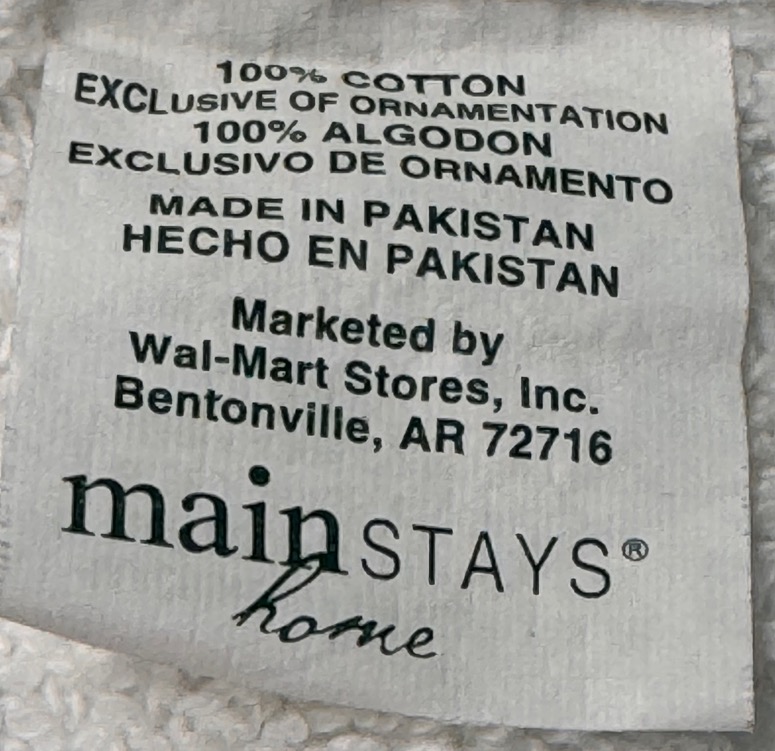 100% COTTON
EXCLUSIVE OF ORNAMENTATION
100% ALGODON
EXCLUSIVO DE ORNAMENTO
MADE IN PAKISTAN
HECHO EN PAKISTAN
Marketed by
Wal-Mart Stores, Inc.
Bentonville, AR 72716
mainSTAYS®
home